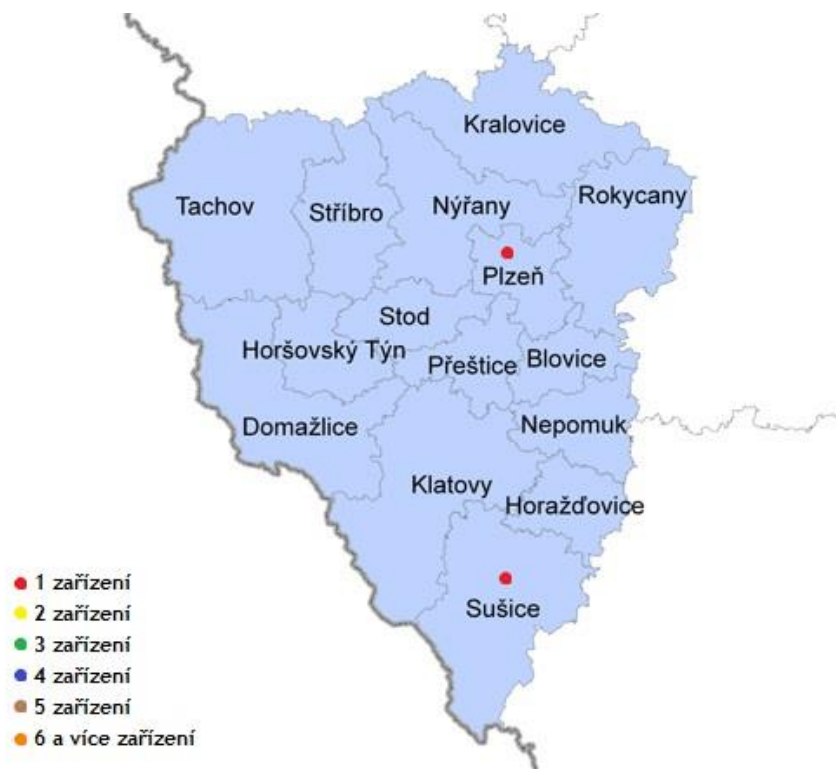 Kralovice
Tachov
Stříbro
Nýřany
Rokycany
Plzeň
Stod
Horšovský Týn
Přeštice
Blovice
Domažlice
Nepomuk
Klatovy
Horažďovice
Sušice
1 zařízení
2 zařízení
3 zařízení
4 zařízení
5 zařízení
6 a více zařízení